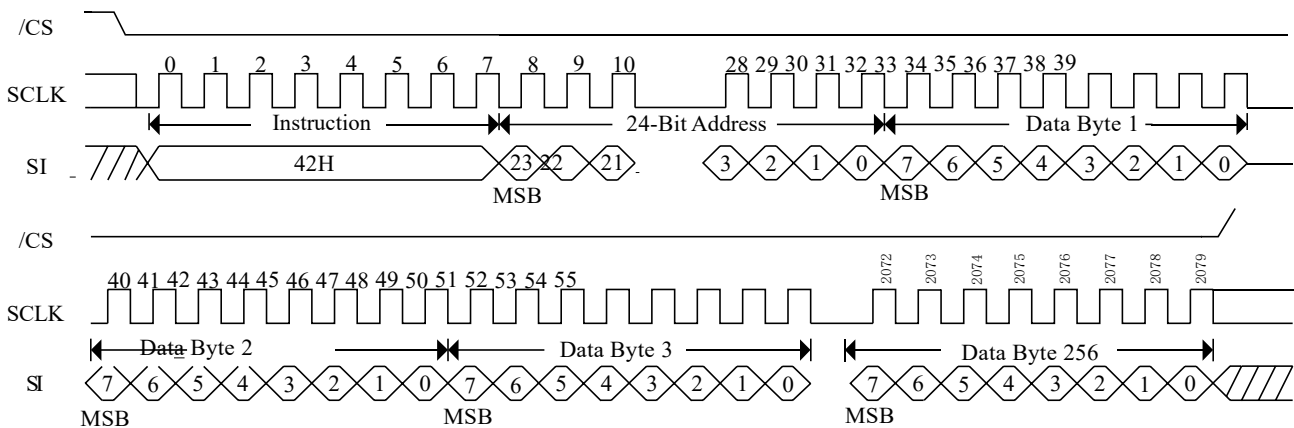 /CS
0 1 2 3 4 5 6 7 8 9 10 28 29 30 31 32 33 34 35 36 37 38 39
SCLK
Instruction 24-Bit Address Data Byte 1
SI 42H 23 22 21 3 2 1 0 7 6 5 4 3 2 1 0
MSB MSB
/CS
40 41 42 43 44 45 46 47 48 49 50 51 52 53 54 55 2072 2073 2074 2075 2076 2077 2078 2079
SCLK
Data Byte 2 Data Byte 3 Data Byte 256
SI 7 6 5 4 3 2 1 0 7 6 5 4 3 2 1 0 7 6 5 4 3 2 1 0
MSB MSB MSB